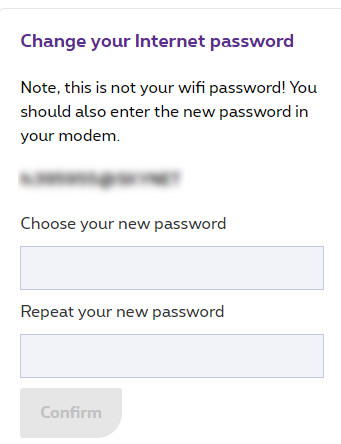 Change your Internet password
Note, this is not your wifi password! You
should also enter the new password in
your modem.
Choose your new password
Repeat your new password
Confirm